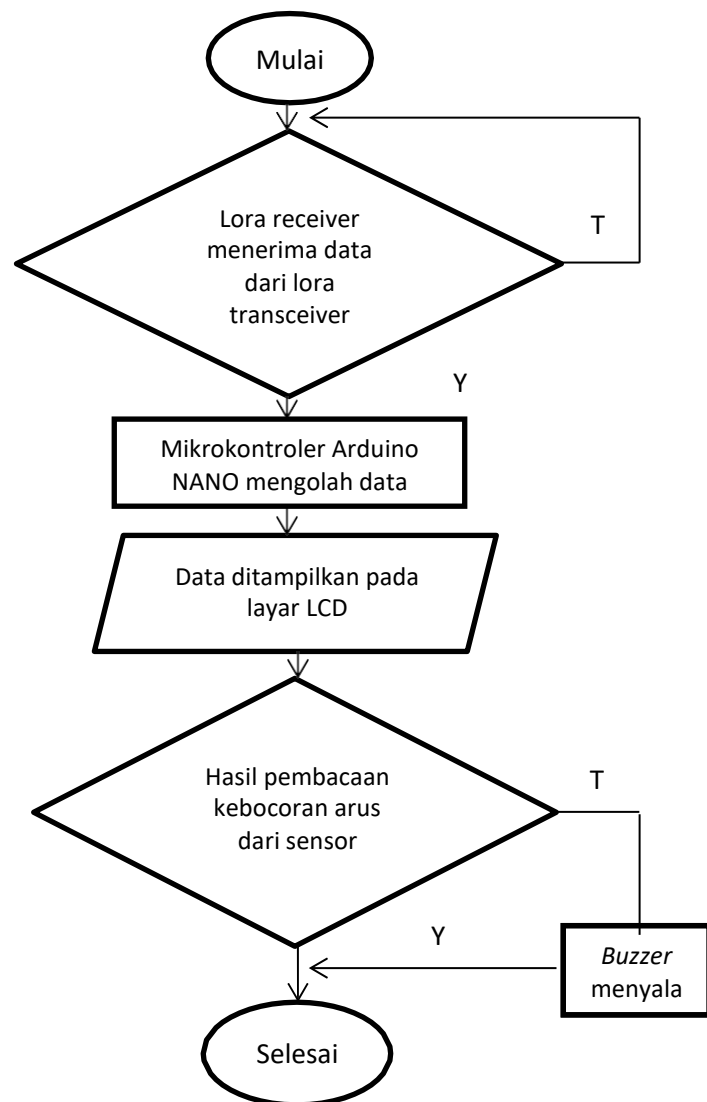 Mulai
Lora receiver
menerima data
dari lora
transceiver
T
Y
Mikrokontroler Arduino
NANO mengolah data
Data ditampilkan pada
layar LCD
Hasil pembacaan
kebocoran arus
dari sensor
T
Y
Buzzer
menyala
Selesai